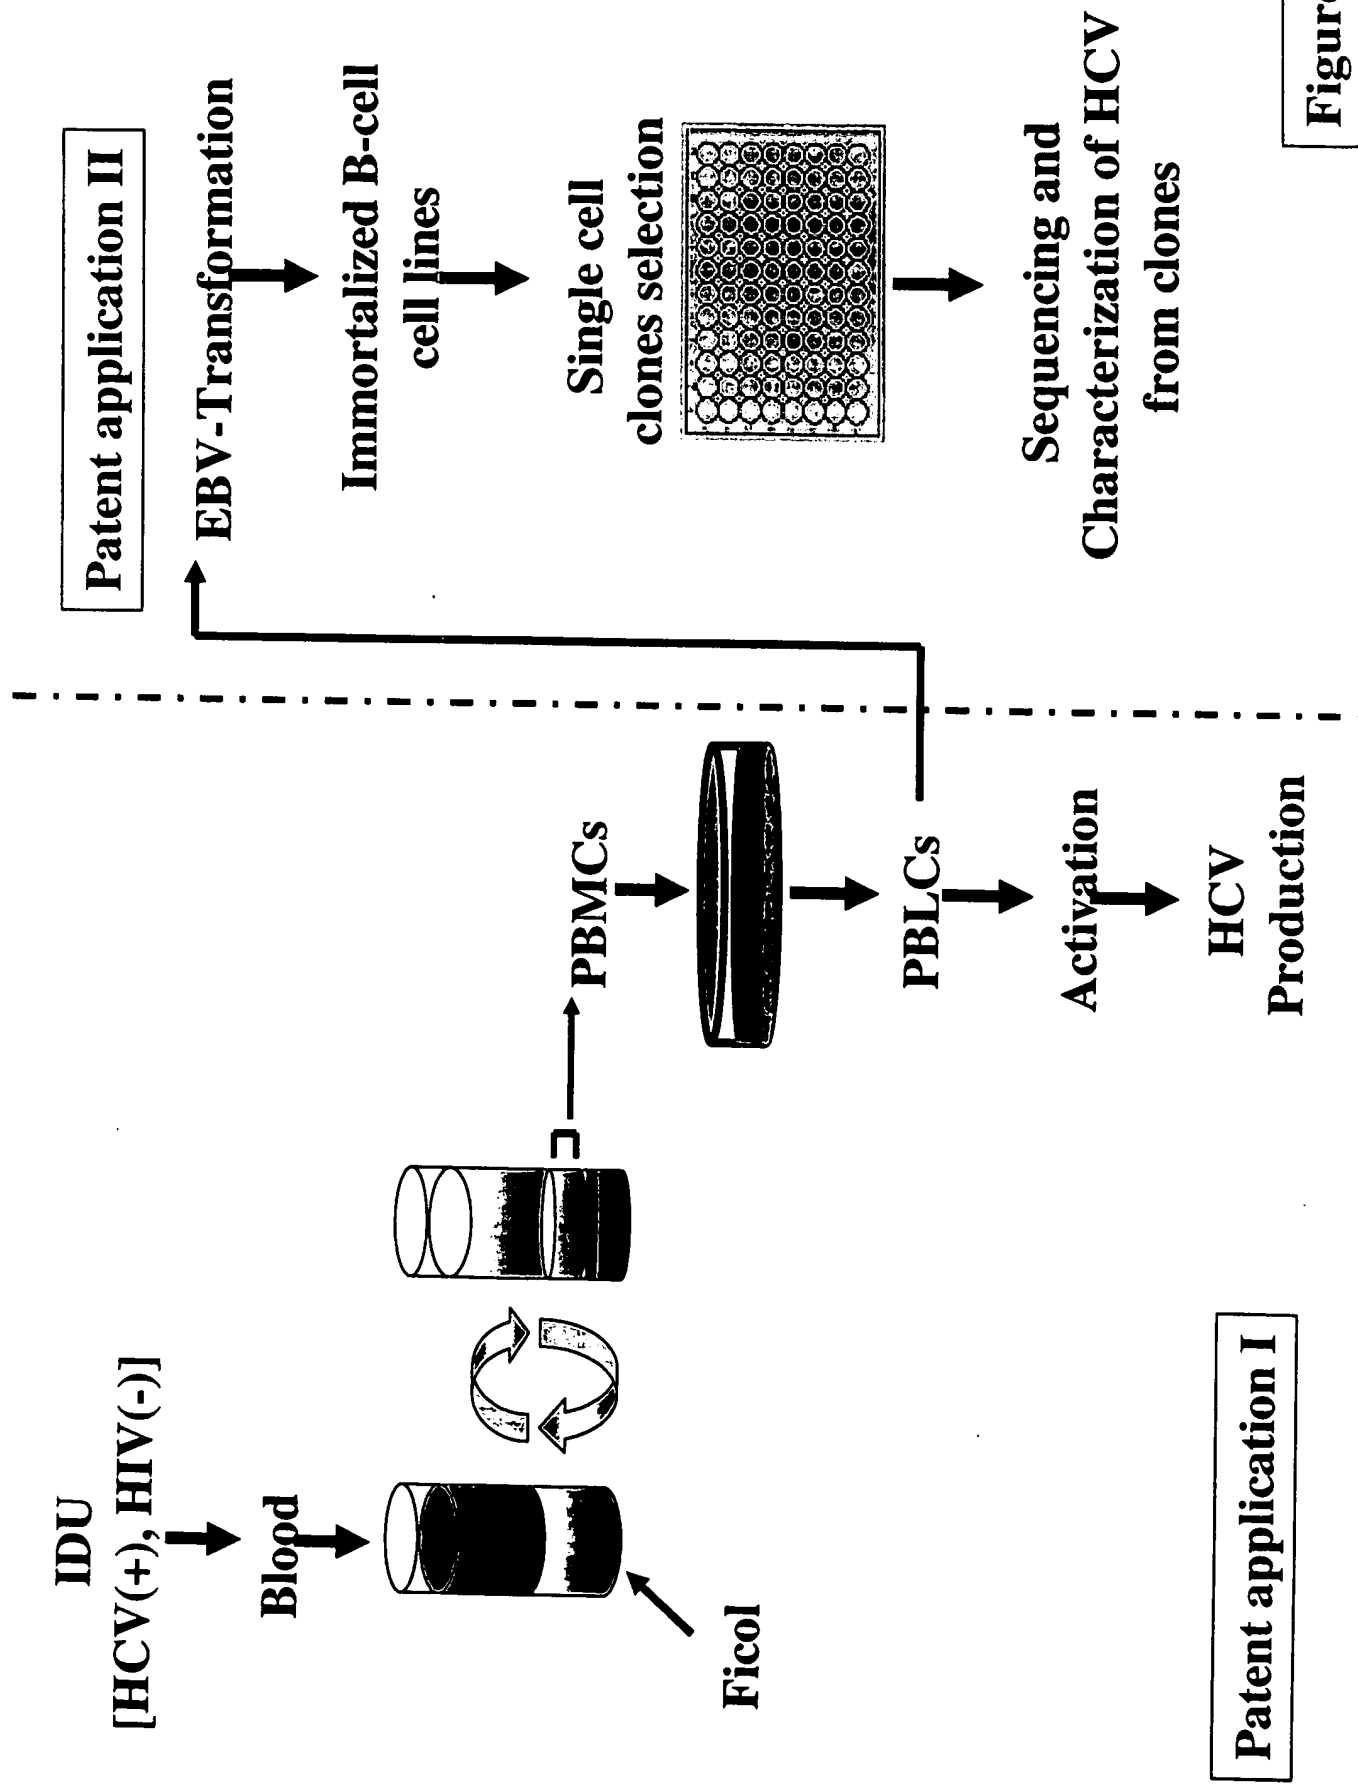 IDU
[HCV(+), HIV(-)]
Blood
Ficol
PBMCs
PBLCs
Activation
HCV
Production
Patent application I
Patent application II
EBV-Transformation
Immortalized B-cell
cell lines
Single cell
clones selection
Sequencing and
Characterization of HCV
from clones
Figure